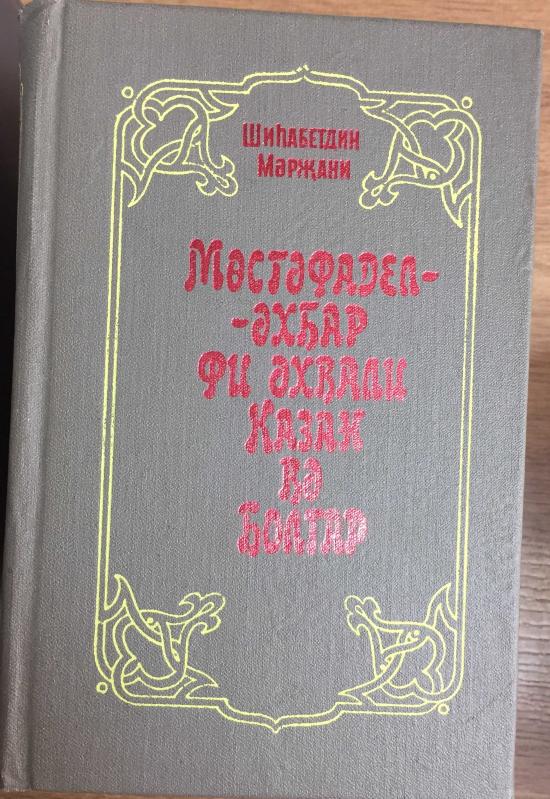 Шиһабетдин
Мәрҗани
Мөстәфадел-
-әхбар
фи әхвали
Казан
вә
Болгар